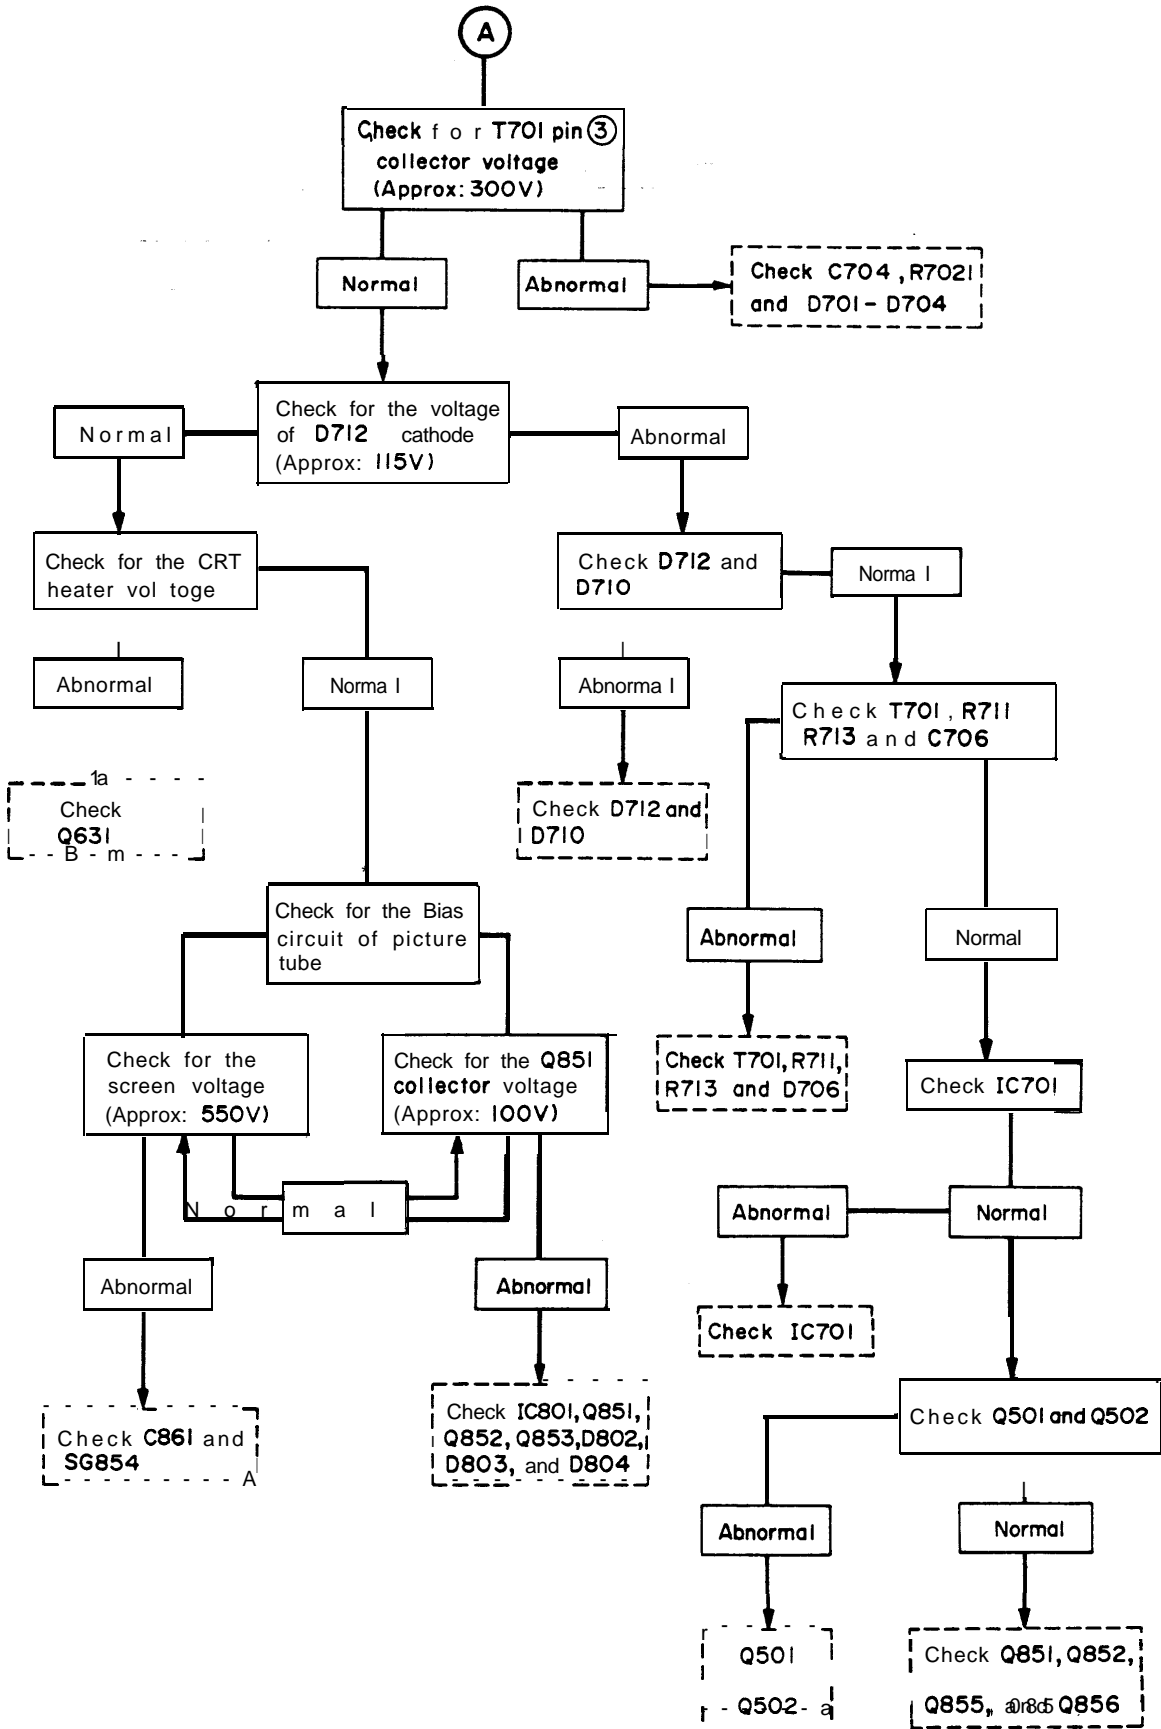 A
Check for T701 pin ③
collector voltage
(Approx: 300V)
Normal
Abnormal
Check C704, R702
and D701 - D704
Normal
Check for the voltage
of D712 cathode
(Approx: 115V)
Abnormal
Check for the CRT
heater vol toge
Check D712 and
D710
Norma l
Abnormal
Norma l
Abnorma l
Check T701, R711
R713 and C706
Check
Q631
Check D712 and
D710
Check for the Bias
circuit of picture
tube
Abnormal
Normal
Check for the
screen voltage
(Approx: 550V)
Check for the Q851
collector voltage
(Approx: 100V)
Check T701, R711,
R713 and D706
Check IC701
Normal
Abnormal
Normal
Abnormal
Abnormal
Check IC701
Check C861 and
SG854
Check IC801, Q851,
Q852, Q853, D802,
D803, and D804
Check Q501 and Q502
Abnormal
Normal
Q501
Q502
Check Q851, Q852,
Q855, Q856